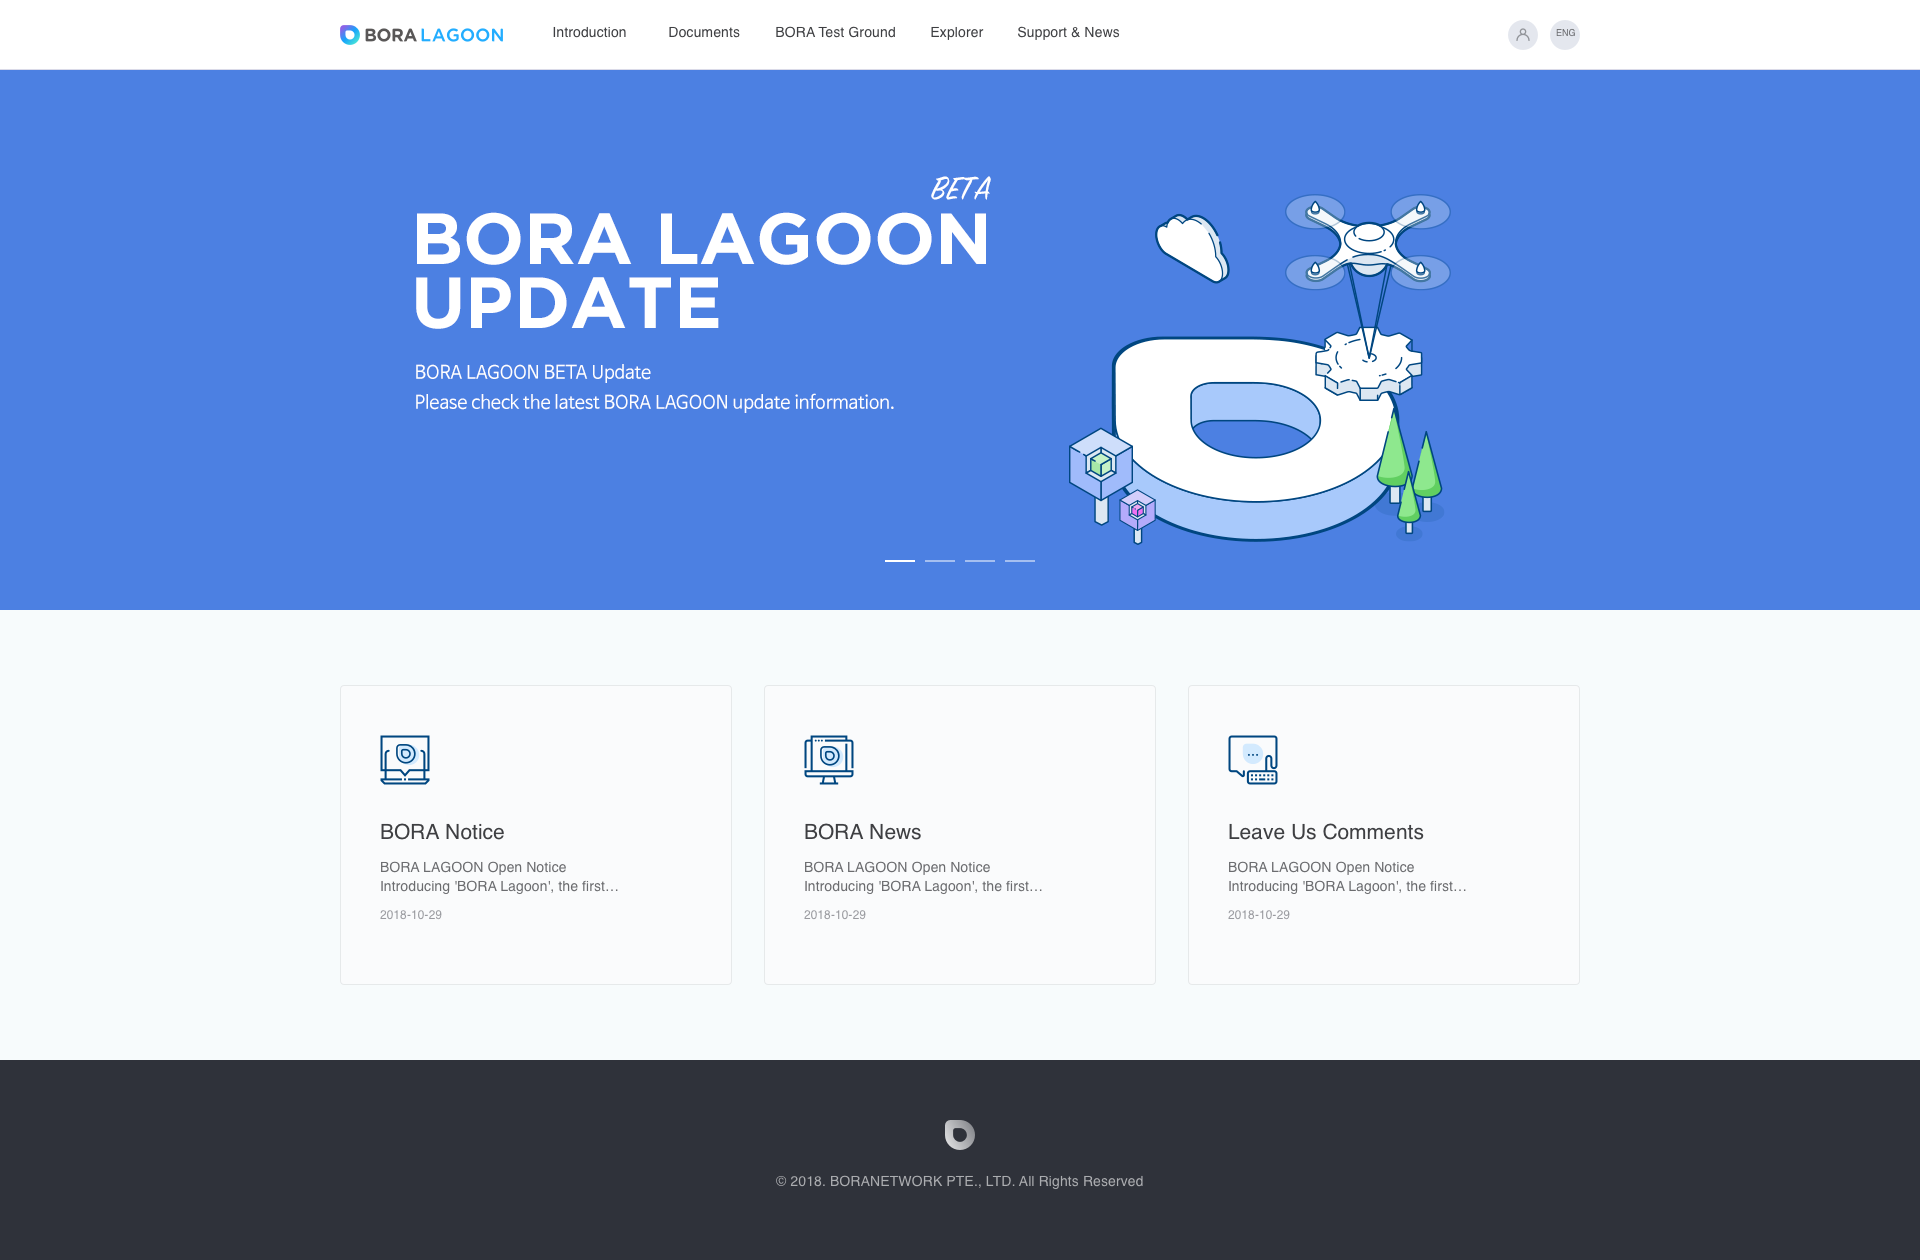 BORA LAGOON
Introduction
Documents
BORA Test Ground
Explorer
Support & News
ENG
BETA
BORA LAGOON
UPDATE
BORA LAGOON BETA Update
Please check the latest BORA LAGOON update information.
BORA Notice
BORA LAGOON Open Notice
Introducing 'BORA Lagoon', the first...
2018-10-29
BORA News
BORA LAGOON Open Notice
Introducing 'BORA Lagoon', the first...
2018-10-29
Leave Us Comments
BORA LAGOON Open Notice
Introducing 'BORA Lagoon', the first...
2018-10-29
© 2018. BORANETWORK PTE., LTD. All Rights Reserved